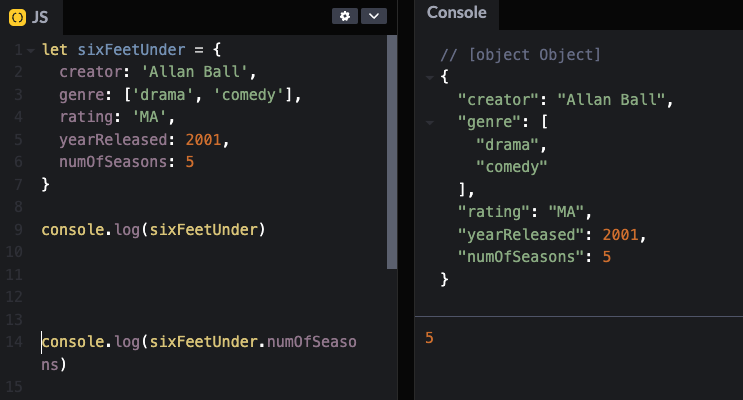 JS
Console
1 let sixFeetUnder = {
2 creator: 'Allan Ball',
3 genre: ['drama', 'comedy'],
4 rating: 'MA',
5 yearReleased: 2001,
6 numOfSeasons: 5
7 }
8
9 console.log(sixFeetUnder)
10
11
12
13
14 console.log(sixFeetUnder.numOfSeaso
ns)
15
// [object Object]
{
"creator": "Allan Ball",
"genre": [
"drama",
"comedy"
],
"rating": "MA",
"yearReleased": 2001,
"numOfSeasons": 5
}
5